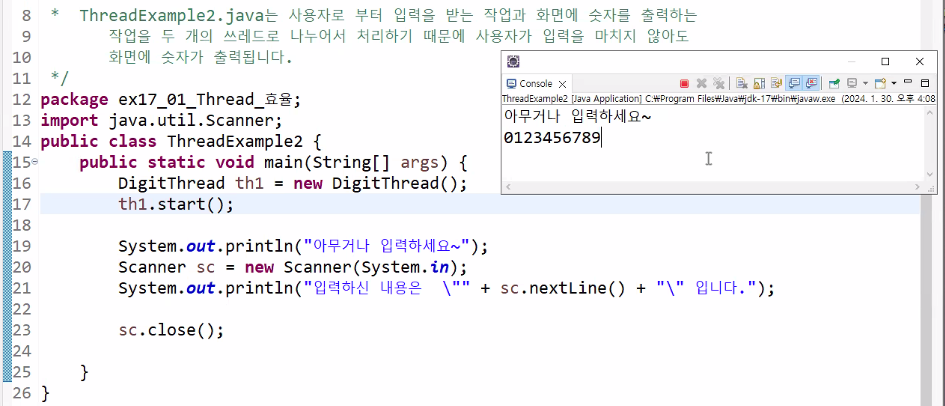 8 * ThreadExample2.java는 사용자로 부터 입력을 받는 작업과 화면에 숫자를 출력하는
9 작업을 두 개의 쓰레드로 나누어서 처리하기 때문에 사용자가 입력을 마치지 않아도
10 화면에 숫자가 출력됩니다.
11 */
12 package ex17_01_Thread_효율;
13 import java.util.Scanner;
14 public class ThreadExample2 {
15 public static void main(String[] args) {
16 DigitThread th1 = new DigitThread();
17 th1.start();
18
19 System.out.println("아무거나 입력하세요~");
20 Scanner sc = new Scanner(System.in);
21 System.out.println("입력하신 내용은  \"" + sc.nextLine() + "\" 입니다.");
22
23 sc.close();
24
25 }
26 }
Console
ThreadExample2 [Java Application] C:₩Program Files₩Java₩jdk-17₩bin₩javaw.exe (2024. 1. 30. 오후 4:08
아무거나 입력하세요~
0123456789